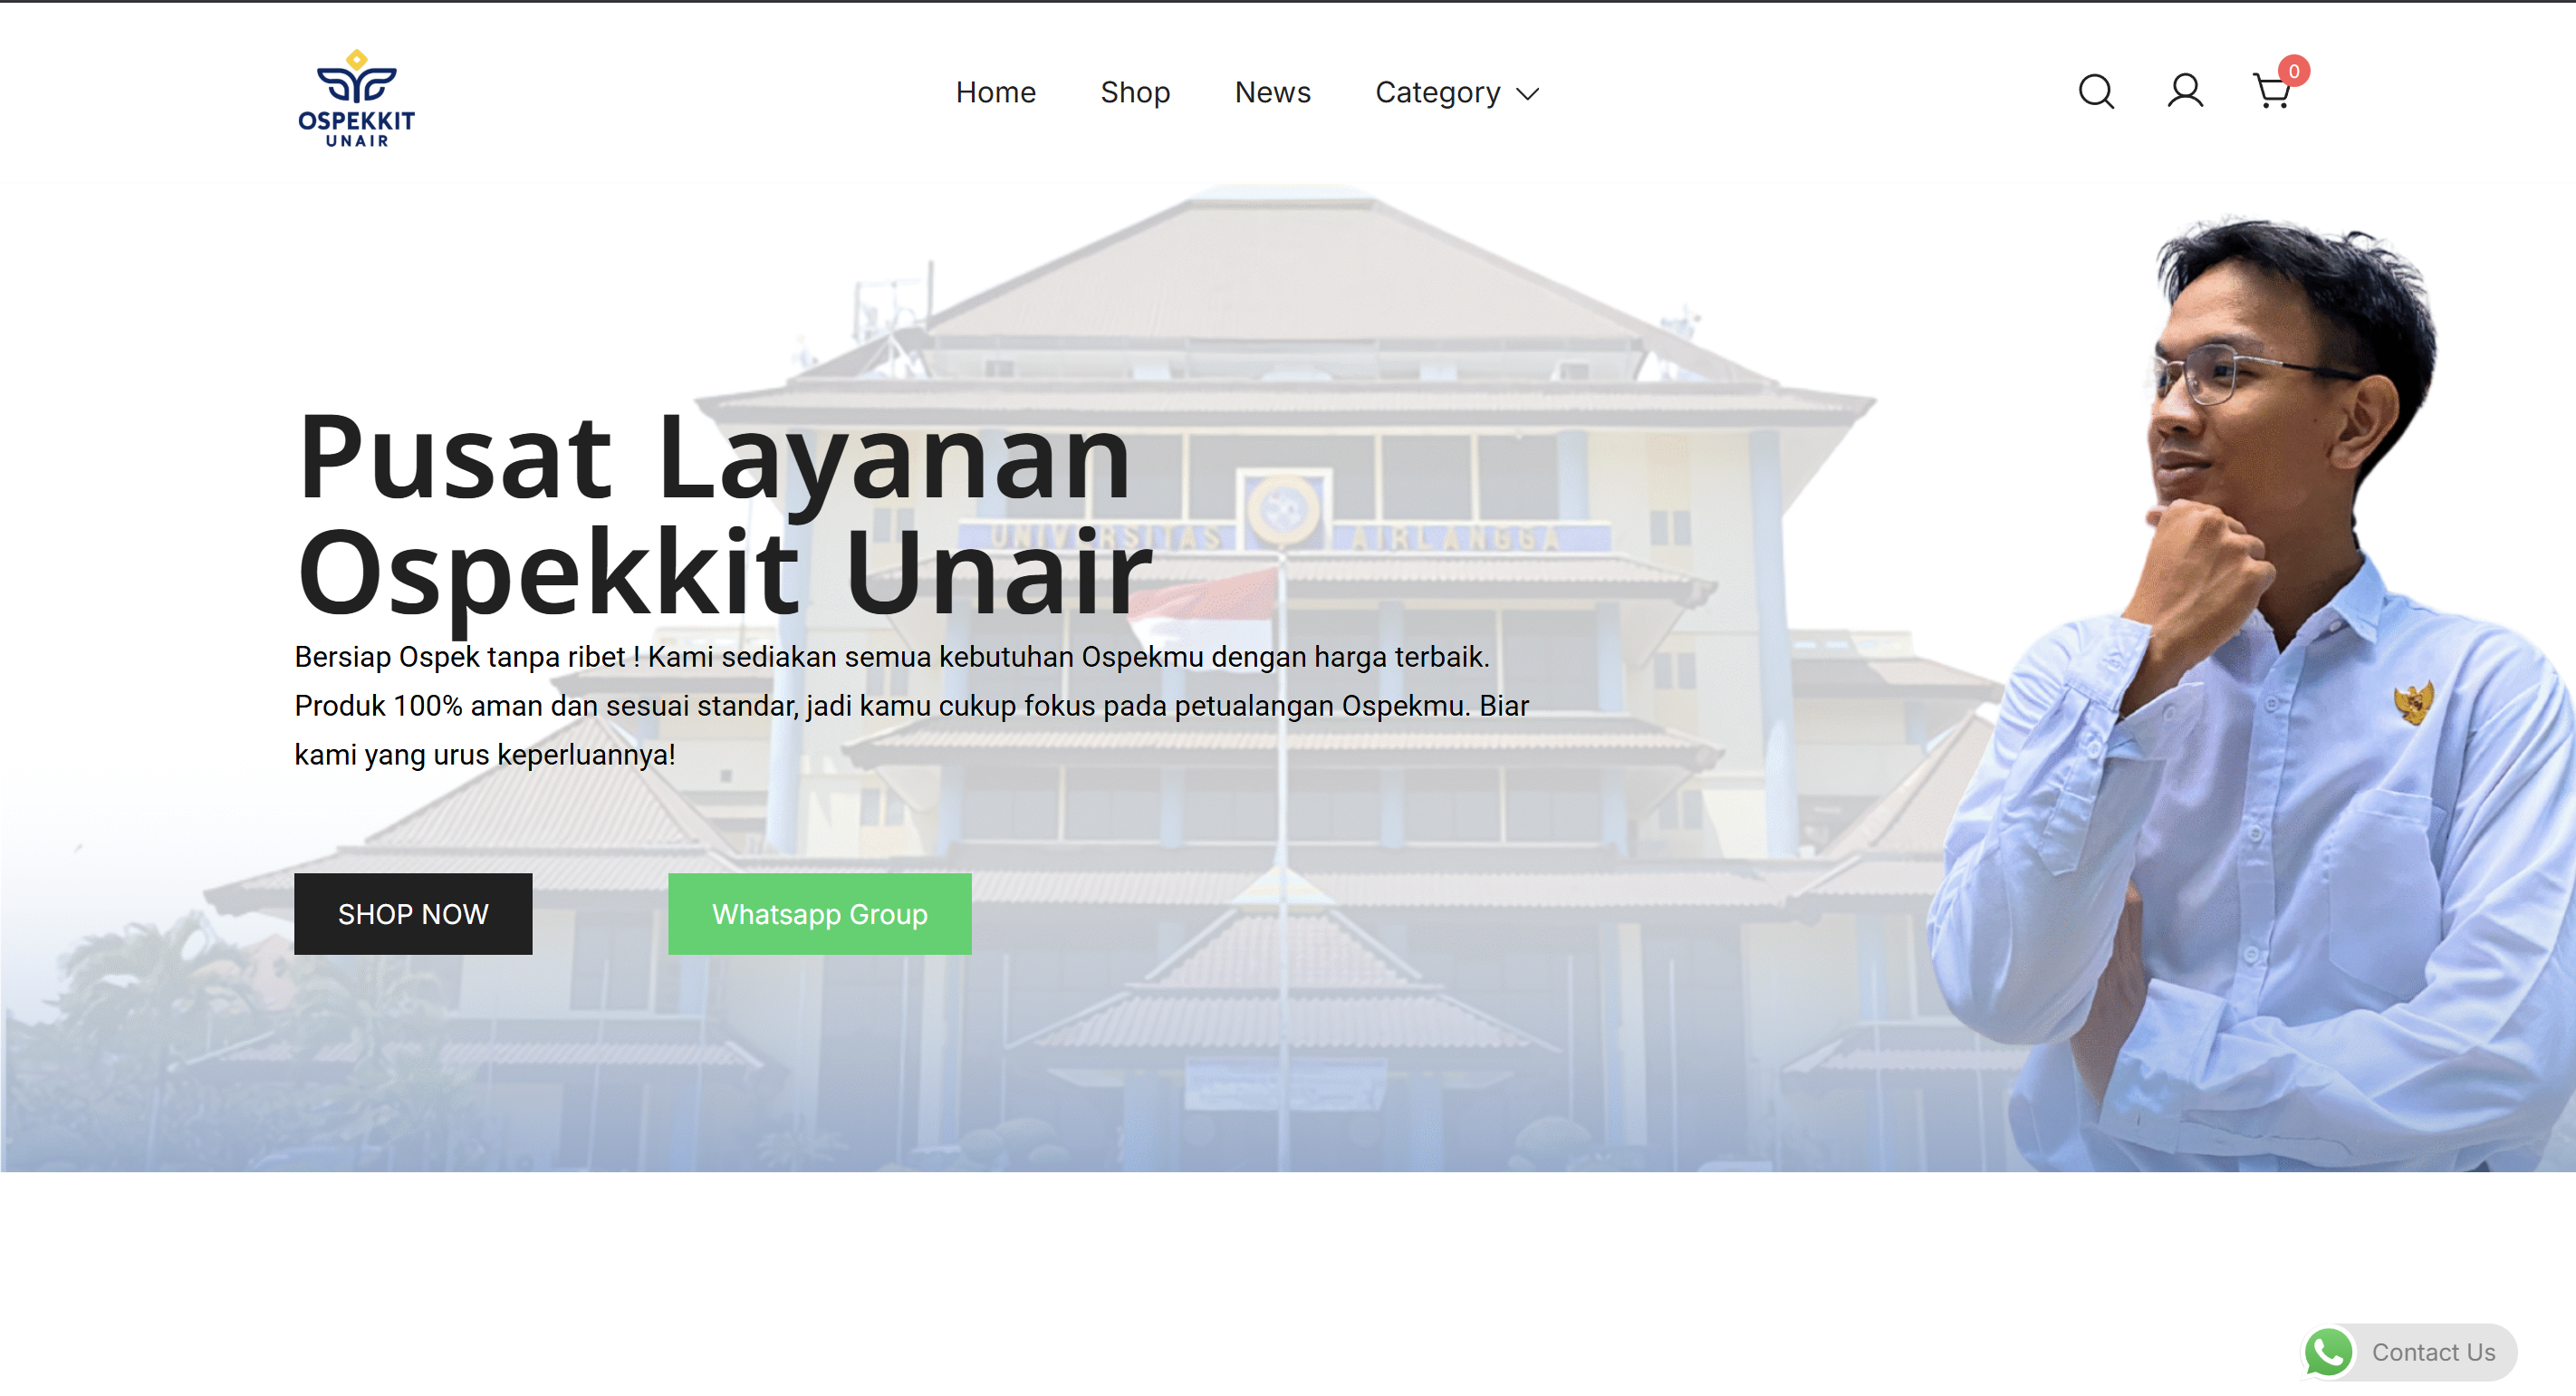 OSPEKKIT
UNAIR
Home
Shop
News
Category
0
Pusat Layanan
Ospekkit Unair
UNIVERSITAS AIRLANGGA
Bersiap Ospek tanpa ribet ! Kami sediakan semua kebutuhan Ospekmu dengan harga terbaik.
Produk 100% aman dan sesuai standar, jadi kamu cukup fokus pada petualangan Ospekmu. Biar
kami yang urus keperluannya!
SHOP NOW
Whatsapp Group
Contact Us